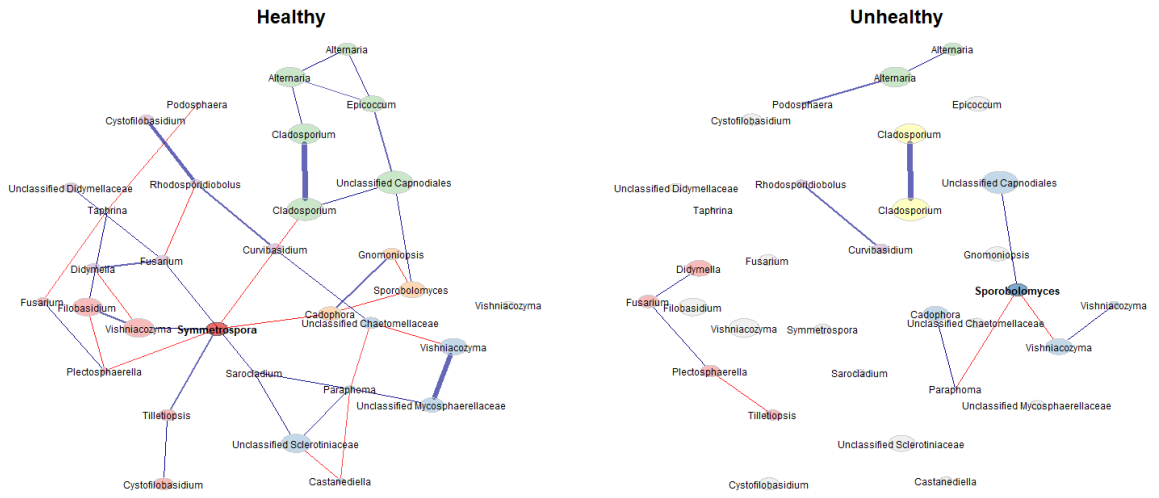 Healthy
Alternaria
Alternaria
Epicoccum
Podosphaera
Cystofilobasidium
Cladosporium
Unclassified Didymellaceae
Rhodosporidiobolus
Unclassified Capnodiales
Taphrina
Cladosporium
Curvibasidium
Gnomoniopsis
Didymella
Fusarium
Sporobolomyces
Fusarium
Filobasidium
Vishniacozyma
Cadophora
Vishniacozyma
Symmetrospora
Unclassified Chaetomellaceae
Vishniacozyma
Plectosphaerella
Sarocladium
Paraphoma
Unclassified Mycosphaerellaceae
Tilletiopsis
Unclassified Sclerotiniaceae
Cystofilobasidium
Castanediella
Unhealthy
Alternaria
Alternaria
Podosphaera
Epicoccum
Cystofilobasidium
Cladosporium
Unclassified Didymellaceae
Rhodosporidiobolus
Unclassified Capnodiales
Taphrina
Cladosporium
Curvibasidium
Gnomoniopsis
Didymella
Fusarium
Sporobolomyces
Fusarium
Filobasidium
Vishniacozyma
Cadophora
Vishniacozyma
Symmetrospora
Unclassified Chaetomellaceae
Vishniacozyma
Plectosphaerella
Sarocladium
Paraphoma
Unclassified Mycosphaerellaceae
Tilletiopsis
Unclassified Sclerotiniaceae
Cystofilobasidium
Castanediella